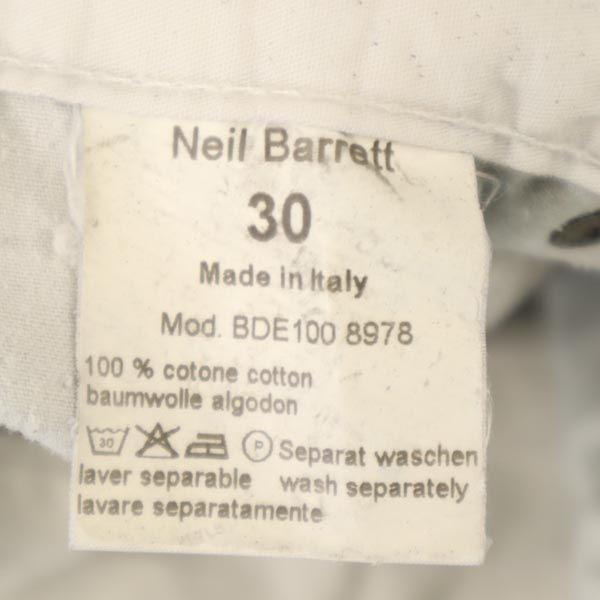 Neil Barrett
30
Made in Italy
Mod. BDE100 8978
100 % cotone cotton
baumwolle algodon
30 P Separat waschen
laver separable wash separately
lavare separatamente